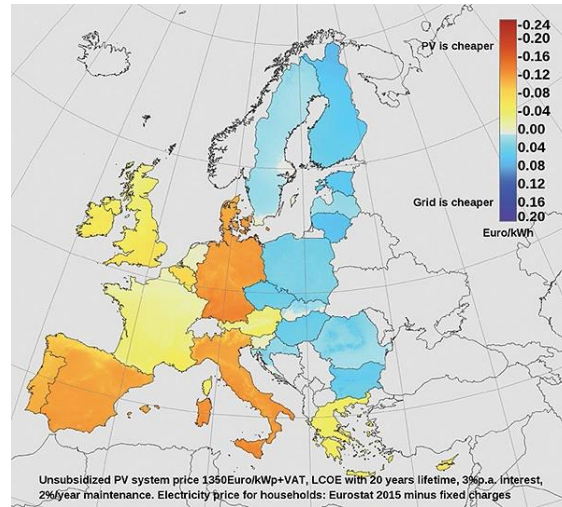 PV is cheaper
-0.24
-0.20
-0.16
-0.12
-0.08
-0.04
0.00
0.04
0.08
0.12
0.16
0.20
Grid is cheaper
Euro/kWh
Unsubsidized PV system price 1350Euro/kWp+VAT, LCOE with 20 years lifetime, 3%p.a. interest,
2%/year maintenance. Electricity price for households: Eurostat 2015 minus fixed charges